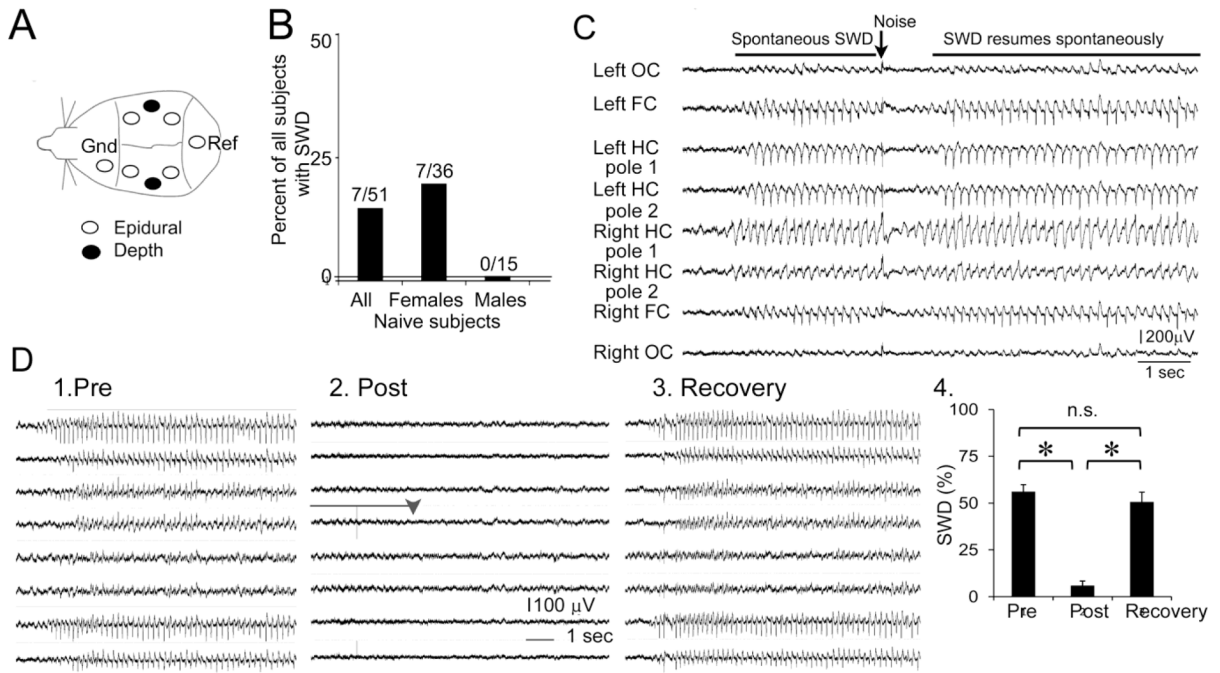 A
Gnd
Ref
Epidural
Depth
B
Percent of all subjects
with SWD
50
25
0
7/51
7/36
0/15
All Females Males
Naive subjects
C
Noise
Spontaneous SWD
SWD resumes spontaneously
Left OC
Left FC
Left HC
pole 1
Left HC
pole 2
Right HC
pole 1
Right HC
pole 2
Right FC
Right OC
200µV
1 sec
D
1.Pre
2. Post
3. Recovery
100 µV
1 sec
4.
SWD (%)
100
75
50
25
0
n.s.
* *
Pre Post Recovery